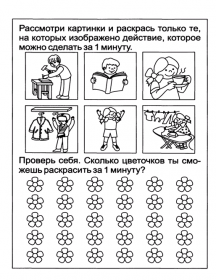 Рассмотри картинки и раскрась только те,
на которых изображено действие, которое
можно сделать за 1 минуту.
Проверь себя. Сколько цветочков ты смо-
жешь раскрасить за 1 минуту?